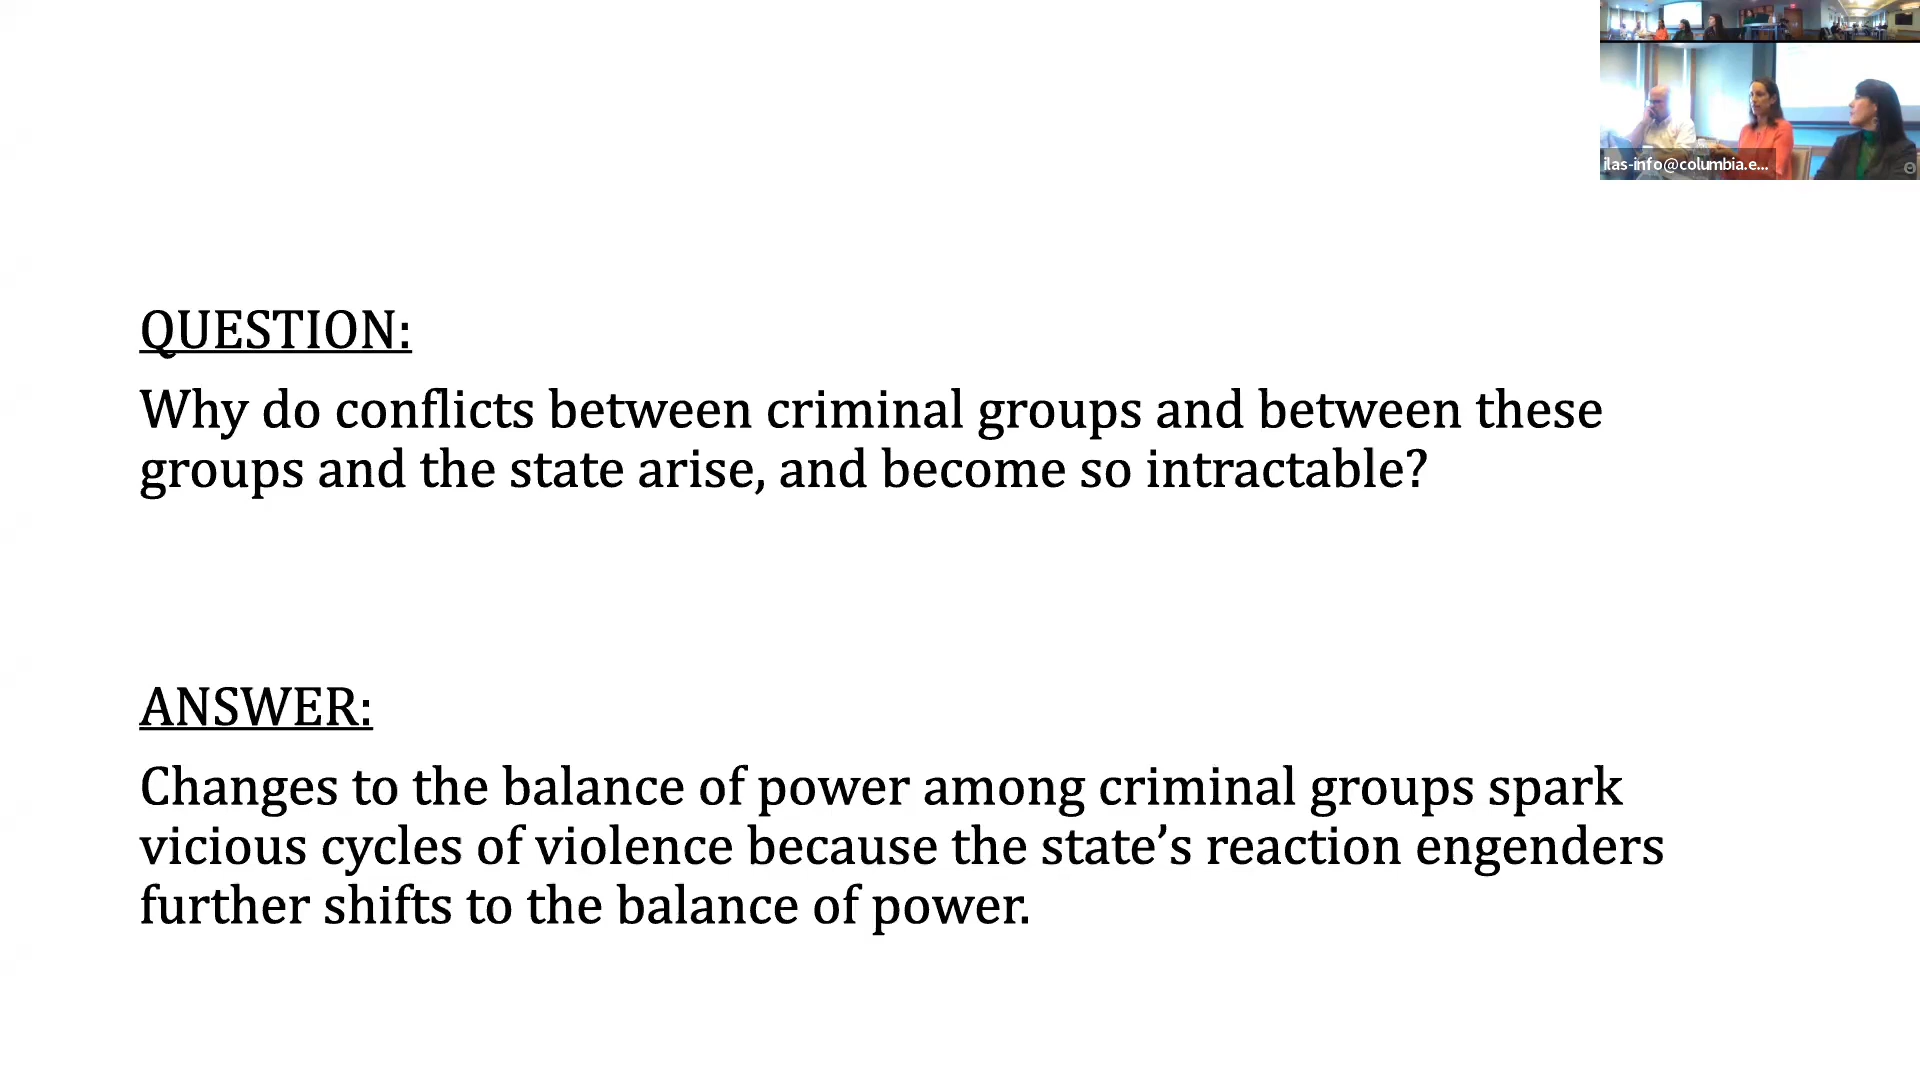 ilas-info@columbia.e...
QUESTION:
Why do conflicts between criminal groups and between these
groups and the state arise, and become so intractable?
ANSWER:
Changes to the balance of power among criminal groups spark
vicious cycles of violence because the state’s reaction engenders
further shifts to the balance of power.